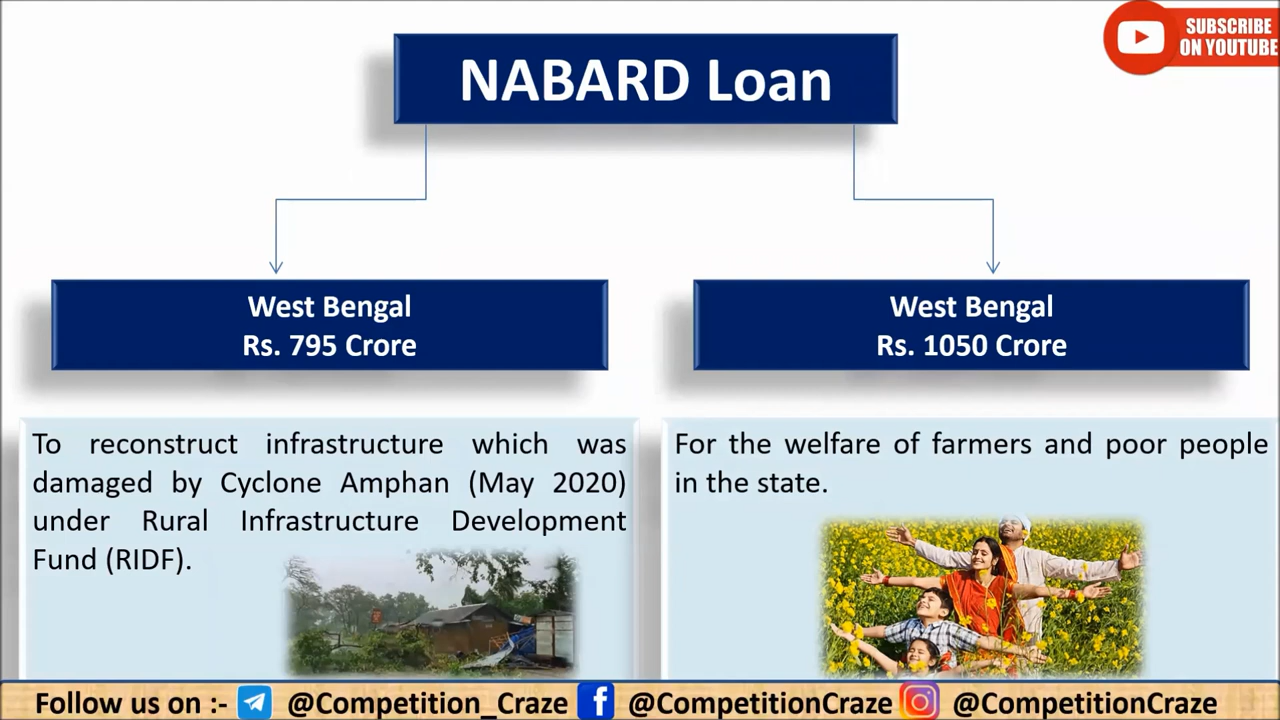 SUBSCRIBE
ON YOUTUBE
NABARD Loan
West Bengal
Rs. 795 Crore
To reconstruct infrastructure which was
damaged by Cyclone Amphan (May 2020)
under Rural Infrastructure Development
Fund (RIDF).
West Bengal
Rs. 1050 Crore
For the welfare of farmers and poor people
in the state.
Follow us on :- @Competition_Craze @CompetitionCraze @CompetitionCraze